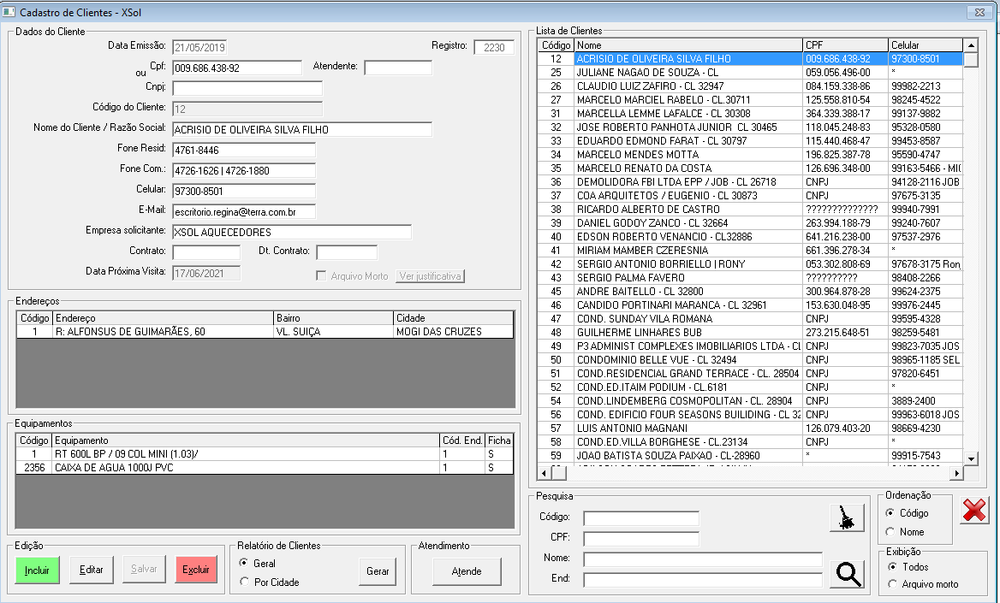 Cadastro de Clientes - XSol
Dados do Cliente
Data Emissão: 21/05/2019 Registro: 2230
Cpf: 009.686.438-92 Atendente:
ou
Cnpj:
Código do Cliente: 12
Nome do Cliente / Razão Social: ACRISIO DE OLIVEIRA SILVA FILHO
Fone Resid: 4761-8446
Fone Com.: 4726-1626 | 4726-1880
Celular: 97300-8501
E-Mail: escritorio.regina@terra.com.br
Empresa solicitante: XSOL AQUECEDORES
Contrato: Dt. Contrato:
Data Próxima Visita: 17/06/2021 Arquivo Morto Ver justificativa
Endereços
Código Endereço Bairro Cidade
1 R: ALFONSUS DE GUIMARÃES, 60 VL. SUIÇA MOGI DAS CRUZES
Equipamentos
Código Equipamento Cód. End. Ficha
1 RT 600L BP / 09 COL MINI (1.03)/ 1 S
2356 CAIXA DE AGUA 1000J PVC 1 S
Edição
Incluir Editar Salvar Excluir
Relatório de Clientes
Geral
Por Cidade
Gerar
Atendimento
Atende
Lista de Clientes
Código Nome CPF Celular
12 ACRISIO DE OLIVEIRA SILVA FILHO 009.686.438-92 97300-8501
25 JULIANE NAGAO DE SOUZA - CL 059.056.496-00 *
26 CLAUDIO LUIZ ZAFIRO - CL 32947 084.159.338-86 99982-2213
27 MARCELO MARCIEL RABELO - CL.30711 125.558.810-54 98245-4522
31 MARCELLA LEMME LAFALCE - CL 30308 364.339.388-17 99137-9882
32 JOSE ROBERTO PANHOTA JUNIOR CL 30465 118.045.248-83 95328-0580
33 EDUARDO EDMOND FARAT - CL 30797 115.440.468-47 99453-8587
34 MARCELO MENDES MOTTA 196.825.387-78 95590-4747
35 MARCELO RENATO DA COSTA 126.696.348-00 99163-5466 - MI
36 DEMOLIDORA FBI LTDA EPP / JOB - CL 26718 CNPJ 94128-2116 JOB
37 COA ARQUITETOS / EUGENIO - CL 30873 CNPJ 97675-3135
38 RICARDO ALBERTO DE CASTRO ?????????????? 99940-7991
39 DANIEL GODOY ZANCO - CL 32664 263.994.188-79 99240-7607
40 EDSON ROBERTO VENANCIO - CL32886 641.216.238-00 97537-2976
41 MIRIAM MAMBER CZERESNIA 661.396.278-34 *
42 SERGIO ANTONIO BORRIELLO | RONY 053.302.808-69 97678-3175 Ron
43 SERGIO PALMA FAVERO ?????????? 98408-2266
45 ANDRE BAITELLO - CL 32800 300.964.878-28 99624-2375
46 CANDIDO PORTINARI MARANCA - CL 32961 153.630.048-95 99976-2445
47 COND. SUNDAY VILA ROMANA CNPJ 99595-4328
48 GUILHERME LINHARES BUB 273.215.648-51 98259-5481
49 P3 ADMINIST COMPLEXES IMOBILIARIOS LTDA - CL CNPJ 99823-7035 JOS
50 CONDOMINIO BELLE VUE - CL 32494 CNPJ 98965-1185 SEL
51 COND.RESIDENCIAL GRAND TERRACE - CL. 28504 CNPJ 97820-6451
52 COND.ED.ITAIM PODIUM - CL.6181 CNPJ *
54 COND.LINDEMBERG COSMOPOLITAN - CL. 28904 CNPJ 3889-2400
56 COND. EDIFICIO FOUR SEASONS BUILIDING - CL 32 CNPJ 99963-6018 JOS
57 LUIS ANTONIO MAGNANI 126.079.403-20 98669-4230
58 COND.ED.VILLA BORGHESE - CL.23134 CNPJ *
59 JOAO BATISTA SOUZA PAIXAO - CL-28960 * 99915-7543
Pesquisa
Código:
CPF:
Nome:
End:
Ordenação
Código
Nome
Exibição
Todos
Arquivo morto